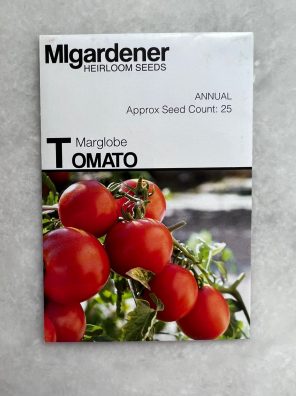 MIgardener
HEIRLOOM SEEDS
ANNUAL
Approx Seed Count: 25
Marglobe
TOMATO